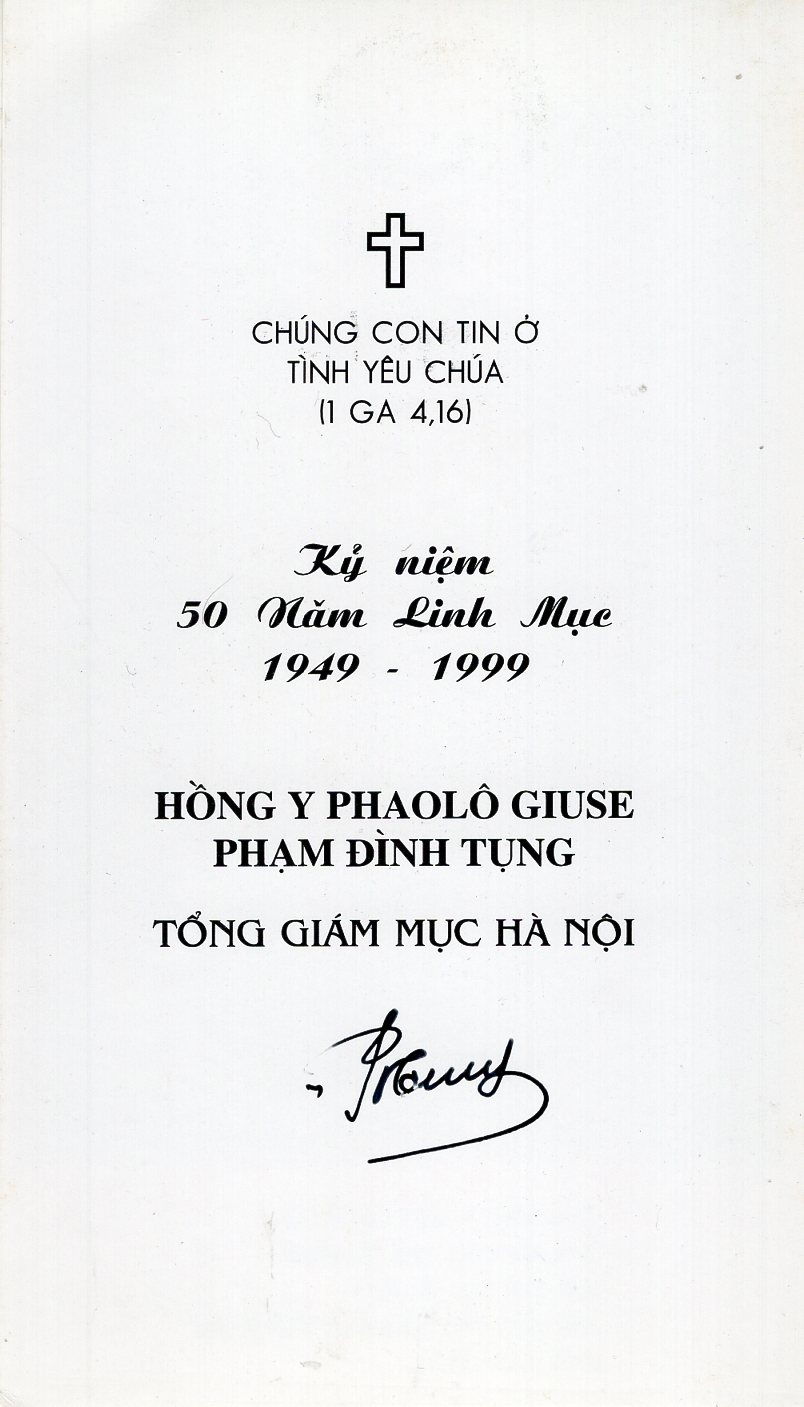 CHÚNG CON TIN Ở
TÌNH YÊU CHÚA
(1 GA 4,16)
Kỷ niệm
50 Năm Linh Mục
1949 - 1999
HỒNG Y PHAOLÔ GIUSE
PHẠM ĐÌNH TỤNG
TỔNG GIÁM MỤC HÀ NỘI